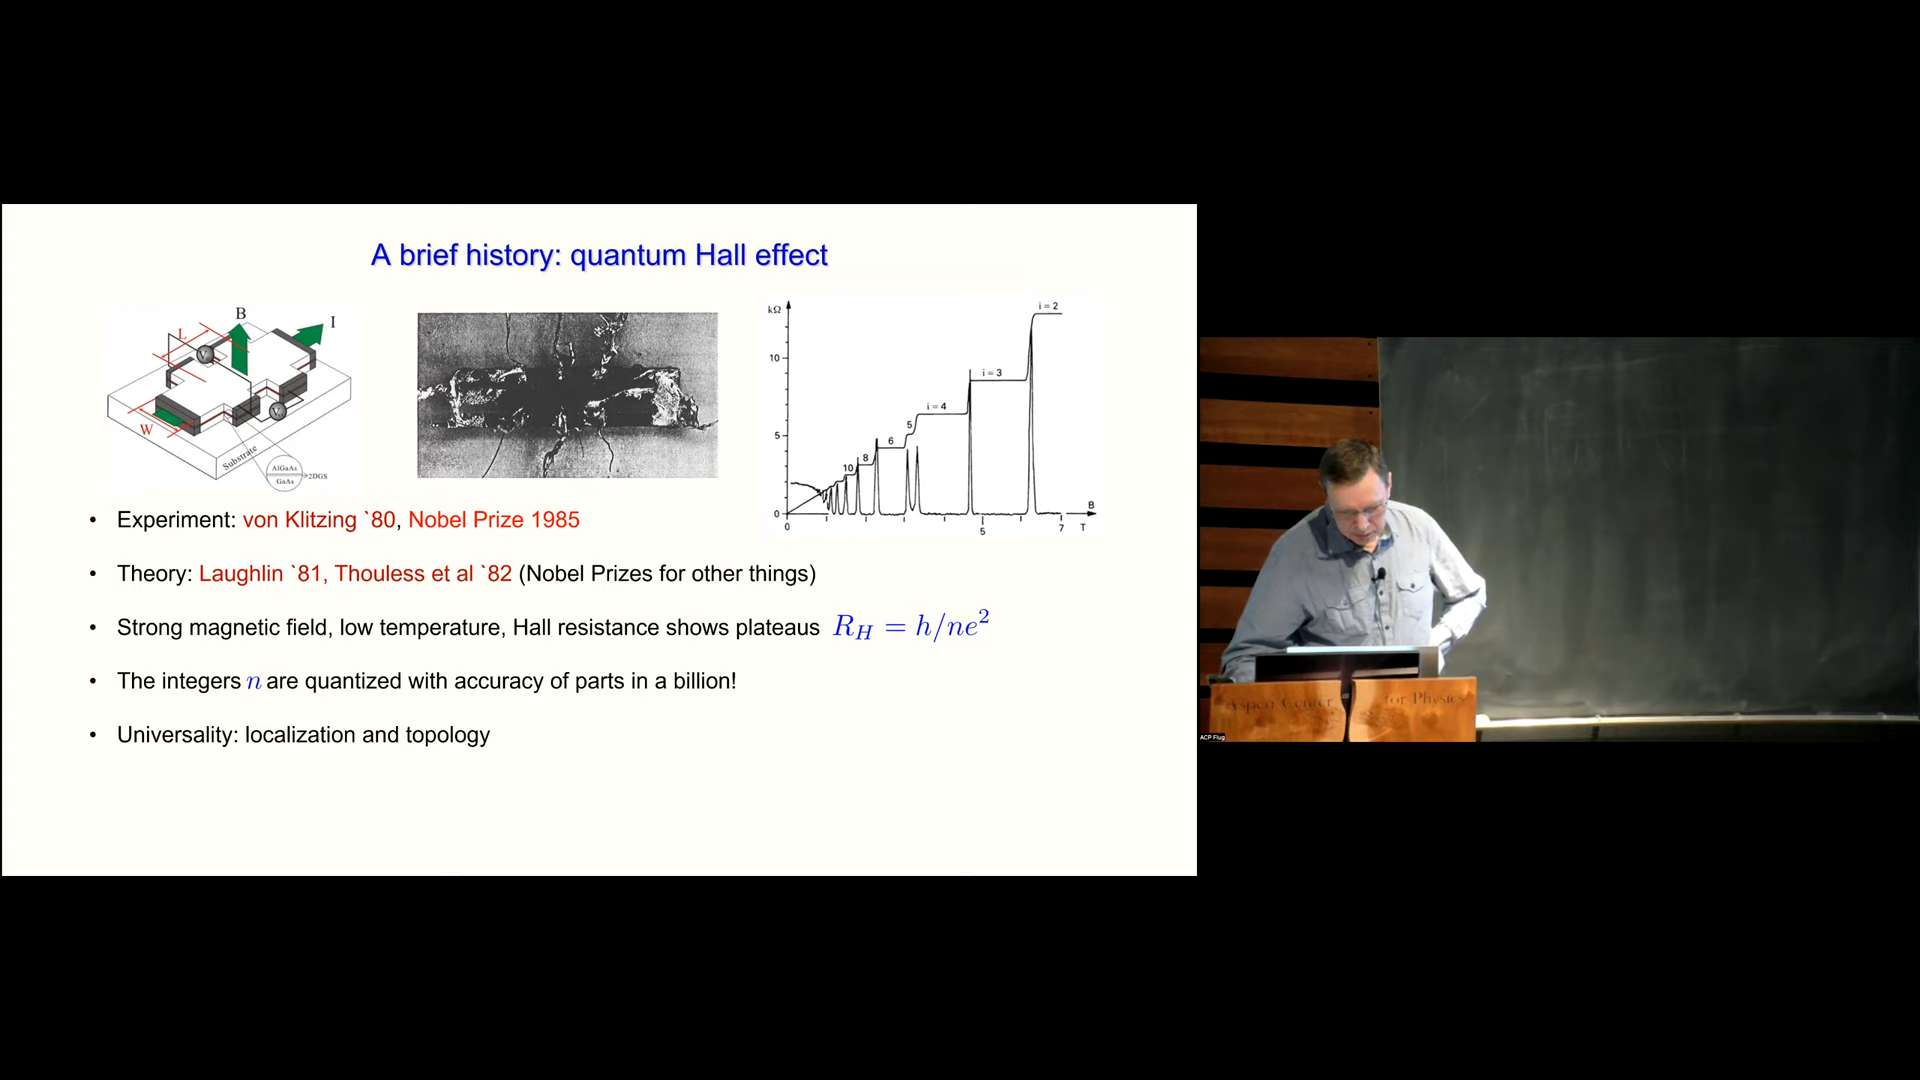 A brief history: quantum Hall effect
B
I
L
V
V
W
Substrate
AlGaAs
GaAs
2DGS
kΩ
10
5
0
0
5
7
T
B
i = 2
i = 3
i = 4
5
6
8
10
• Experiment: von Klitzing `80, Nobel Prize 1985
• Theory: Laughlin `81, Thouless et al `82 (Nobel Prizes for other things)
• Strong magnetic field, low temperature, Hall resistance shows plateaus R_H = h/ne²
• The integers n are quantized with accuracy of parts in a billion!
• Universality: localization and topology
Aspen Center for Physics
ACP Flug